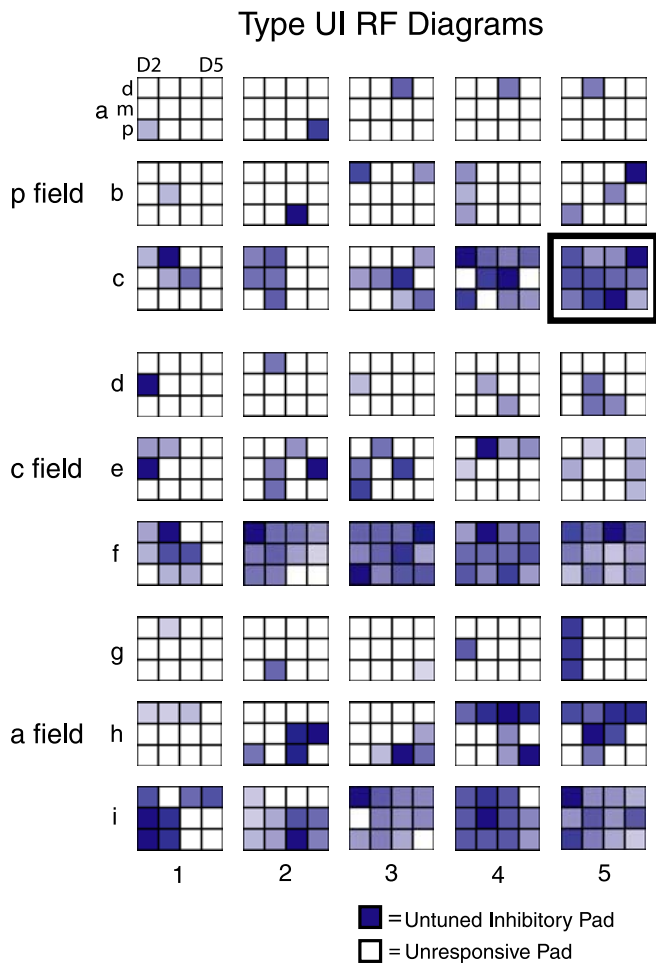 Type UI RF Diagrams
D2 D5
d
a m
p
p field b
c
d
c field e
f
g
a field h
i
1 2 3 4 5
= Untuned Inhibitory Pad
= Unresponsive Pad